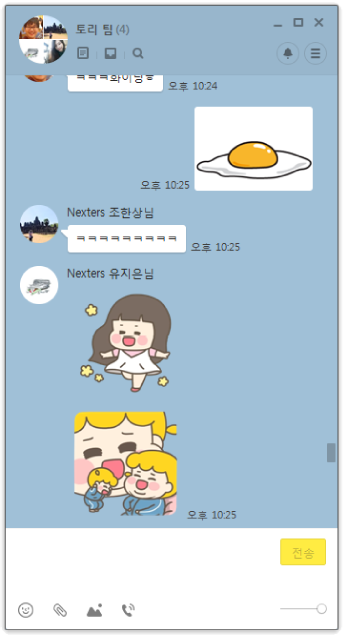 토리 팀 (4)
ㅋㅋㅋ화이팅ㅎ
오후 10:24
오후 10:25
Nexters 조한상님
ㅋㅋㅋㅋㅋㅋㅋㅋㅋ
오후 10:25
Nexters 유지은님
오후 10:25
전송